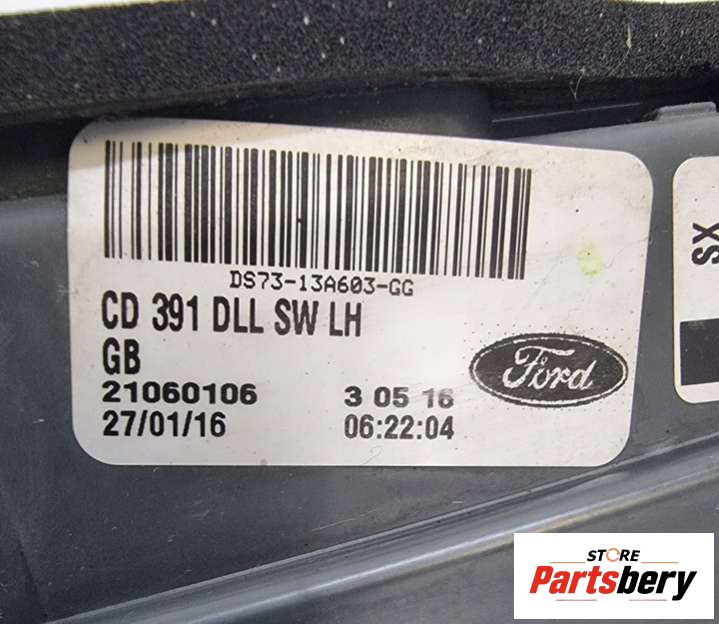 DS73-13A603-GG
CD 391 DLL SW LH
GB
21060106 3 05 16
27/01/16 06:22:04
Ford
SX
STORE
Partsbery